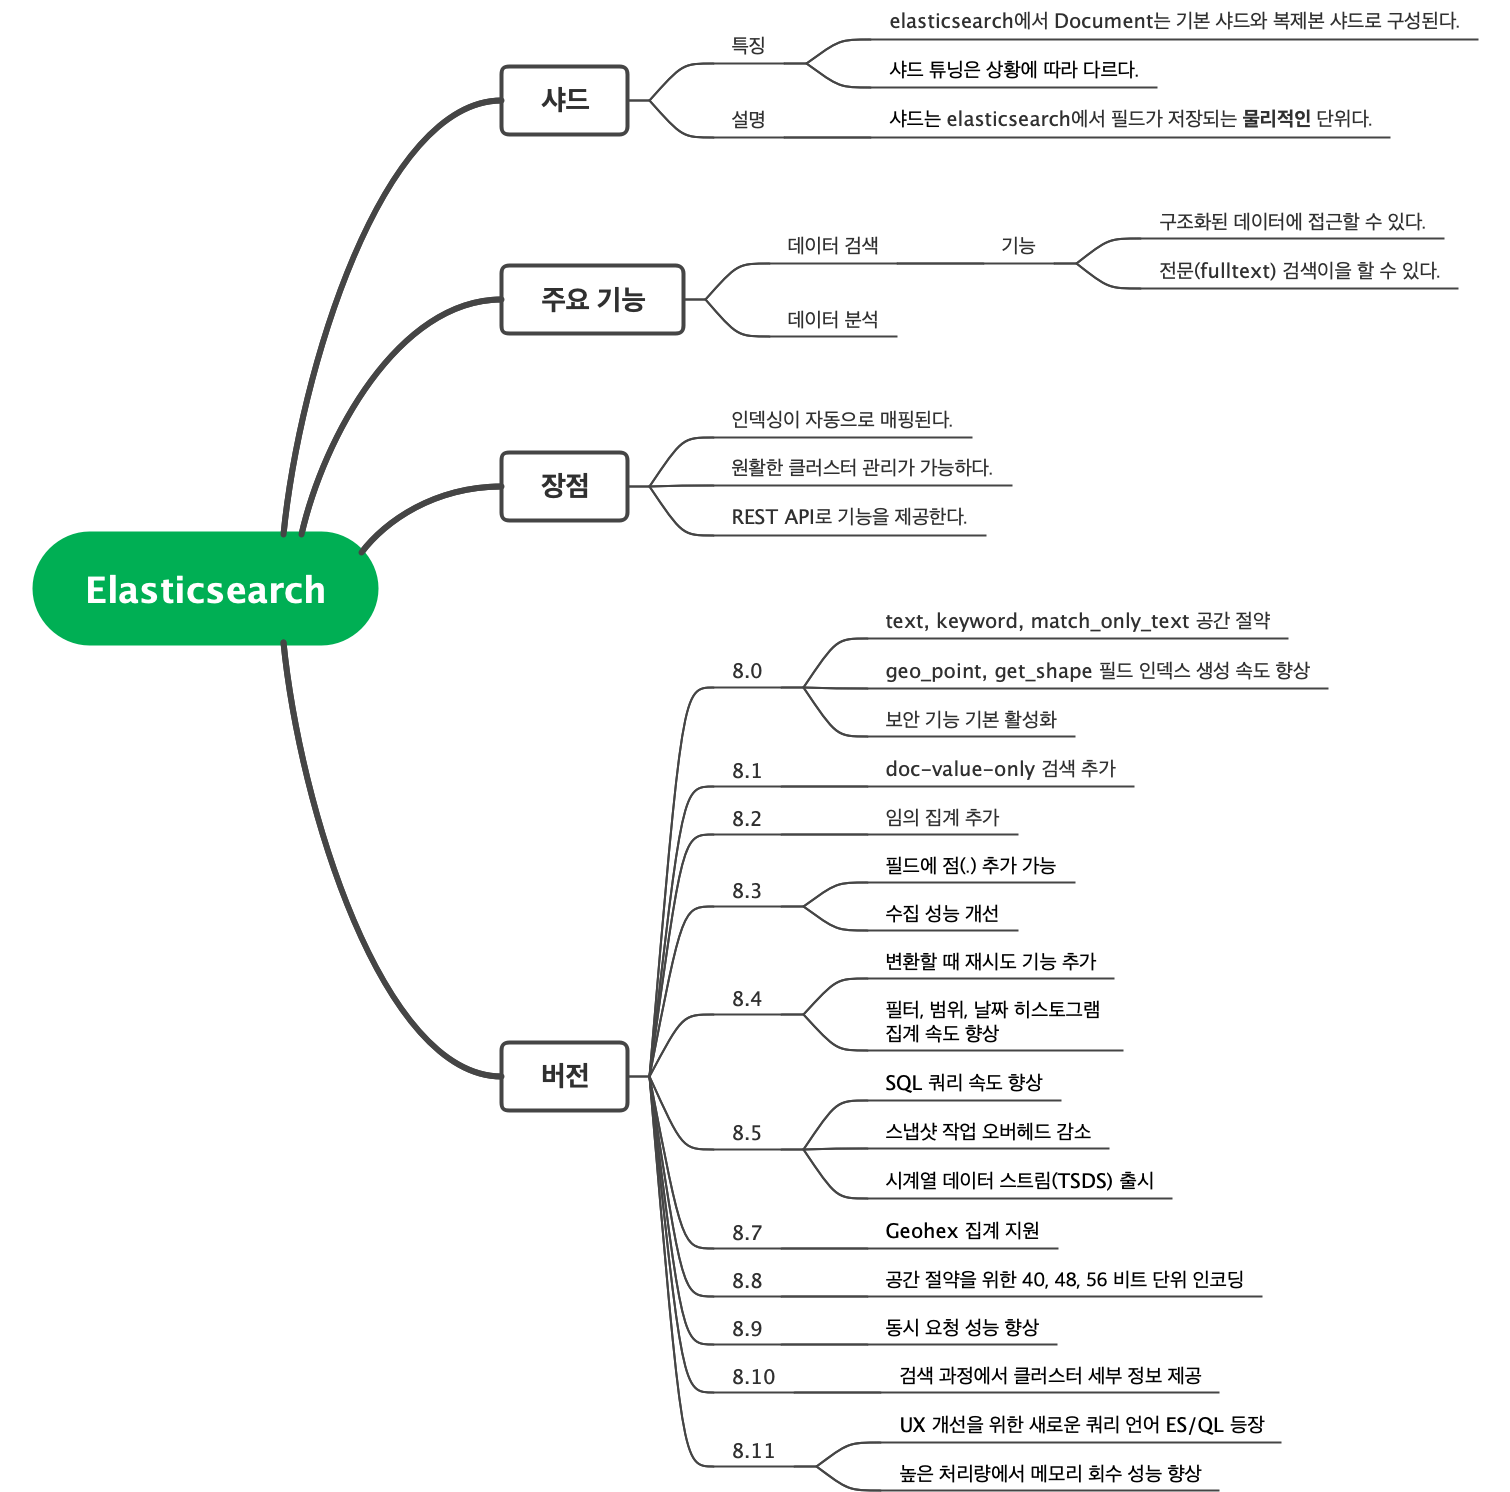 Elasticsearch
샤드
특징
elasticsearch에서 Document는 기본 샤드와 복제본 샤드로 구성된다.
샤드 튜닝은 상황에 따라 다르다.
설명
샤드는 elasticsearch에서 필드가 저장되는 물리적인 단위다.
주요 기능
데이터 검색
기능
구조화된 데이터에 접근할 수 있다.
전문(fulltext) 검색이을 할 수 있다.
데이터 분석
장점
인덱싱이 자동으로 매핑된다.
원활한 클러스터 관리가 가능하다.
REST API로 기능을 제공한다.
버전
8.0
text, keyword, match_only_text 공간 절약
geo_point, get_shape 필드 인덱스 생성 속도 향상
보안 기능 기본 활성화
8.1
doc-value-only 검색 추가
8.2
임의 집계 추가
8.3
필드에 점(.) 추가 가능
수집 성능 개선
8.4
변환할 때 재시도 기능 추가
필터, 범위, 날짜 히스토그램
집계 속도 향상
8.5
SQL 쿼리 속도 향상
스냅샷 작업 오버헤드 감소
시계열 데이터 스트림(TSDS) 출시
8.7
Geohex 집계 지원
8.8
공간 절약을 위한 40, 48, 56 비트 단위 인코딩
8.9
동시 요청 성능 향상
8.10
검색 과정에서 클러스터 세부 정보 제공
8.11
UX 개선을 위한 새로운 쿼리 언어 ES/QL 등장
높은 처리량에서 메모리 회수 성능 향상